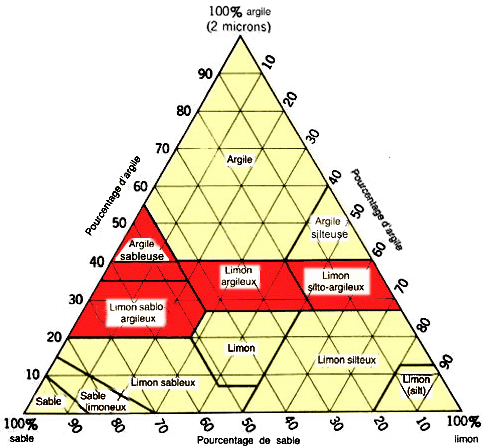 100% argile
(2 microns)
90
10
80
20
70
30
60
40
50
50
40
60
30
70
20
80
10
90
Pourcentage d'argile
Pourcentage d'argile
Argile
Argile
silteuse
Argile
sableuse
Limon
argileux
Limon
silto-argileux
Limon sablo-
argileux
Limon
Limon silteux
Limon sableux
Limon
(silt)
Sable
Sable
limoneux
100%
sable
90
80
70
60
50
40
30
20
10
100%
limon
Pourcentage de sable